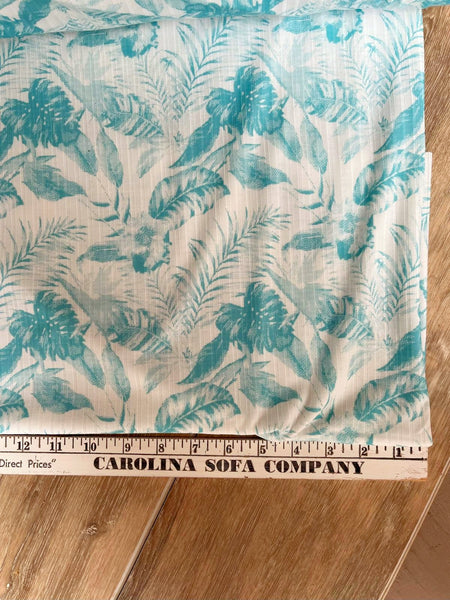 12 11 10 9 8 7 6 5 4 3 2 1
Direct Prices" CAROLINA SOFA COMPANY